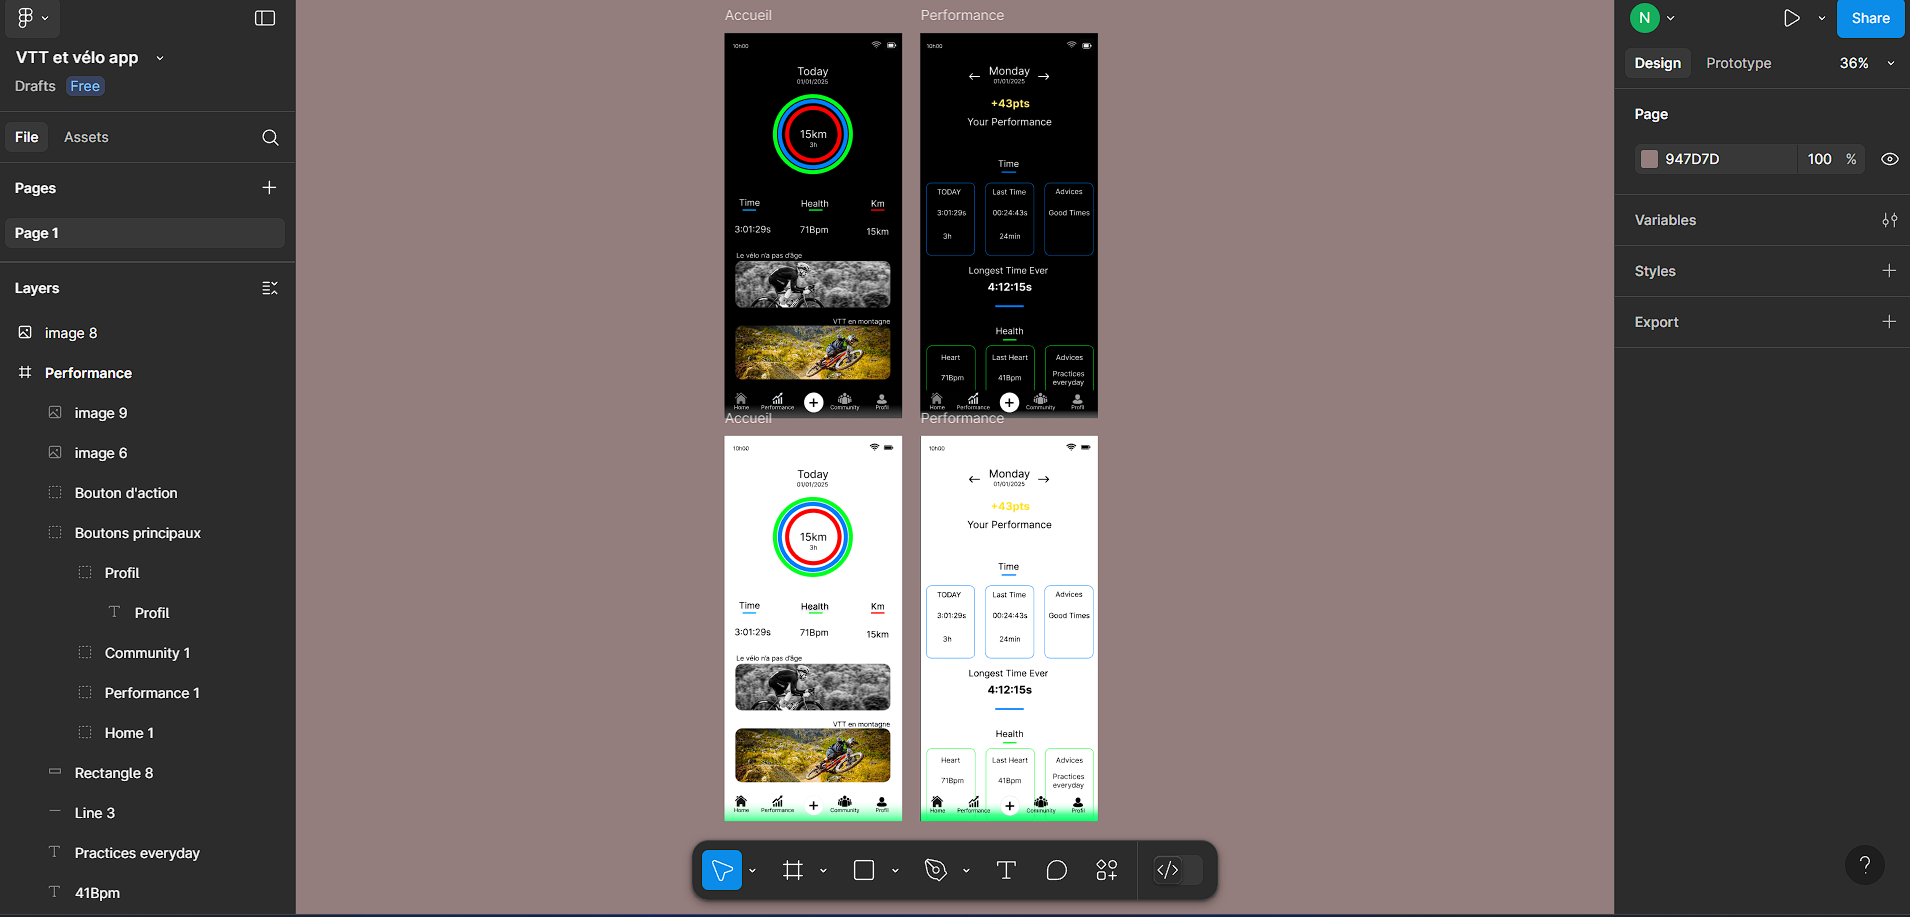 VTT et vélo app
Drafts Free
File Assets
Pages
Page 1
Layers
image 8
Performance
image 9
image 6
Bouton d'action
Boutons principaux
Profil
Profil
Community 1
Performance 1
Home 1
Rectangle 8
Line 3
Practices everyday
41Bpm
Accueil
10h00
Today
01/01/2025
15km
3h
Time Health Km
3:01:29s 71Bpm 15km
Le vélo n'a pas d'âge
VTT en montagne
Home Performance Community Profil
Performance
10h00
Monday
01/01/2025
+43pts
Your Performance
Time
TODAY Last Time Advices
3:01:29s 00:24:43s Good Times
3h 24min
Longest Time Ever
4:12:15s
Health
Heart Last Heart Advices
71Bpm 41Bpm Practices
everyday
Home Performance Community Profil
Accueil
10h00
Today
01/01/2025
15km
3h
Time Health Km
3:01:29s 71Bpm 15km
Le vélo n'a pas d'âge
VTT en montagne
Home Performance Community Profil
Performance
10h00
Monday
01/01/2025
+43pts
Your Performance
Time
TODAY Last Time Advices
3:01:29s 00:24:43s Good Times
3h 24min
Longest Time Ever
4:12:15s
Health
Heart Last Heart Advices
71Bpm 41Bpm Practices
everyday
Home Performance Community Profil
N
Share
Design Prototype 36%
Page
947D7D 100 %
Variables
Styles
Export
?